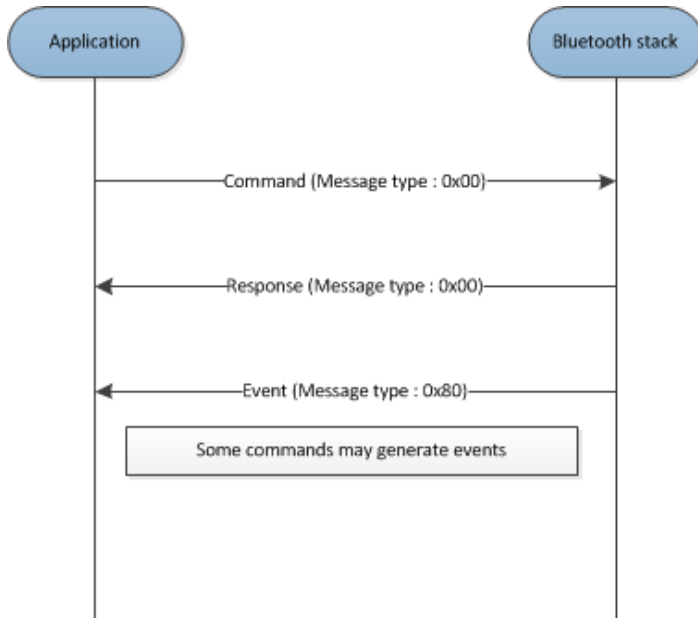 Application
Bluetooth stack
Command (Message type : 0x00)
Response (Message type : 0x00)
Event (Message type : 0x80)
Some commands may generate events